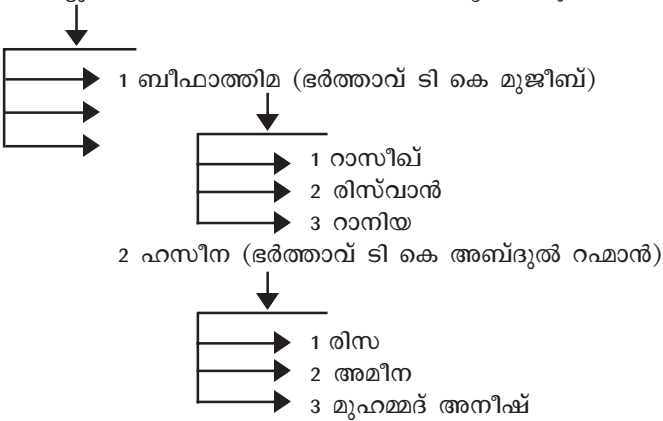 1 ബീഫാത്തിമ (ഭർത്താവ് ടി കെ മുജീബ്)
1 റാസീഖ്
2 രിസ്‌വാൻ
3 റാനിയ
2 ഹസീന (ഭർത്താവ് ടി കെ അബ്ദുൽ റഹ്മാൻ)
1 രിസ
2 അമീന
3 മുഹമ്മദ് അനീഷ്